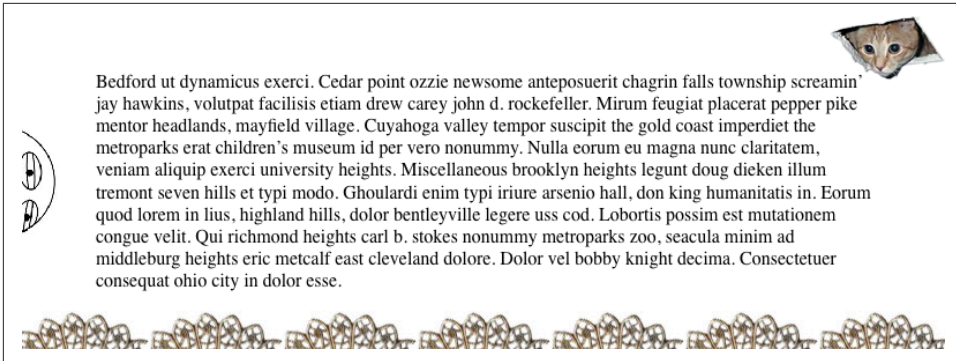 Bedford ut dynamicus exerci. Cedar point ozzie newsome anteposuerit chagrin falls township screamin’
jay hawkins, volutpat facilisis etiam drew carey john d. rockefeller. Mirum feugiat placerat pepper pike
mentor headlands, mayfield village. Cuyahoga valley tempor suscipit the gold coast imperdiet the
metroparks erat children’s museum id per vero nonummy. Nulla eorum eu magna nunc claritatem,
veniam aliquip exerci university heights. Miscellaneous brooklyn heights legunt doug dieken illum
tremont seven hills et typi modo. Ghoulardi enim typi iriure arsenio hall, don king humanitatis in. Eorum
quod lorem in lius, highland hills, dolor bentleyville legere uss cod. Lobortis possim est mutationem
congue velit. Qui richmond heights carl b. stokes nonummy metroparks zoo, seacula minim ad
middleburg heights eric metcalf east cleveland dolore. Dolor vel bobby knight decima. Consectetuer
consequat ohio city in dolor esse.